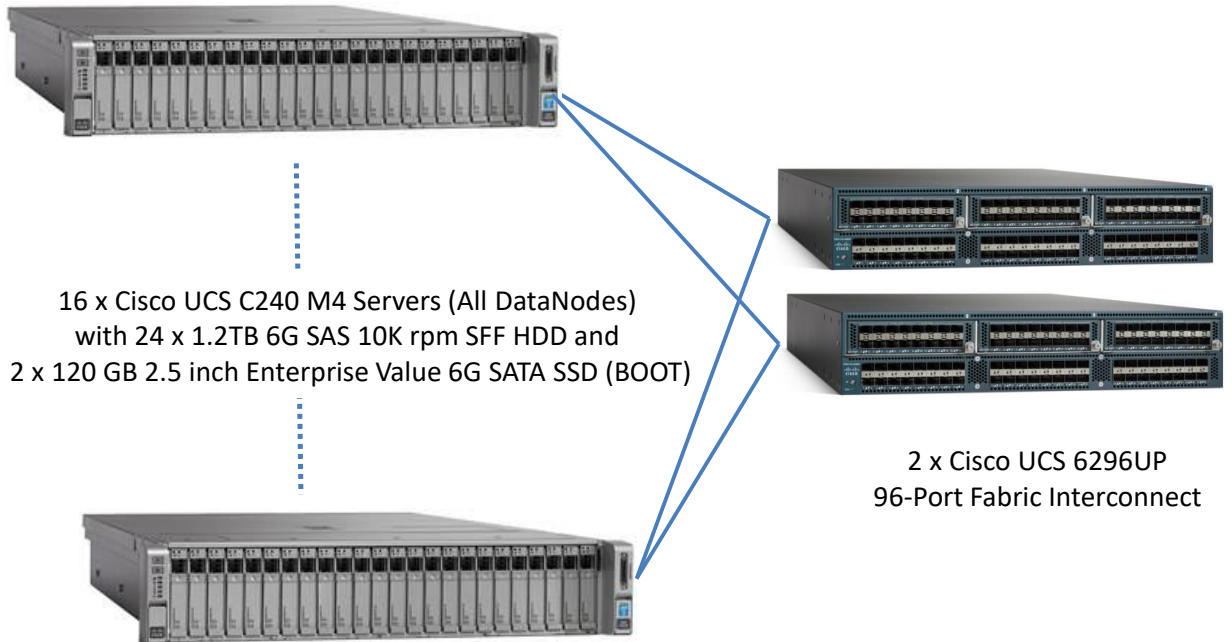 16 x Cisco UCS C240 M4 Servers (All DataNodes)
with 24 x 1.2TB 6G SAS 10K rpm SFF HDD and
2 x 120 GB 2.5 inch Enterprise Value 6G SATA SSD (BOOT)
2 x Cisco UCS 6296UP
96-Port Fabric Interconnect